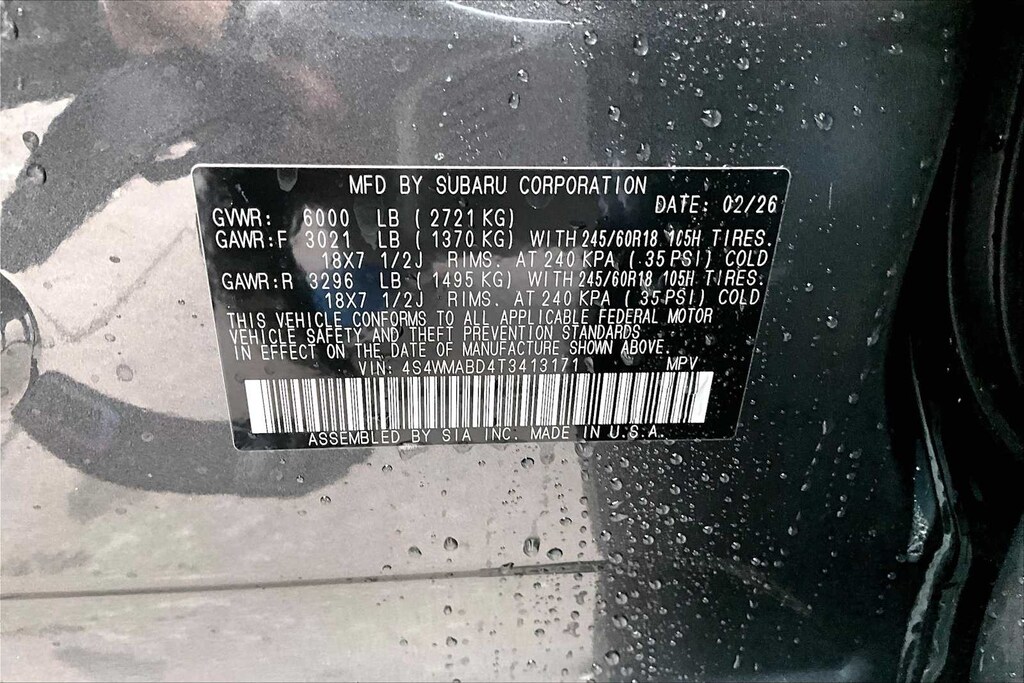 MFD BY SUBARU CORPORATION
DATE: 02/26
GVWR: 6000 LB ( 2721 KG)
GAWR:F 3021 LB ( 1370 KG) WITH 245/60R18 105H TIRES.
18X7 1/2J RIMS. AT 240 KPA ( 35 PSI) COLD
GAWR:R 3296 LB ( 1495 KG) WITH 245/60R18 105H TIRES.
18X7 1/2J RIMS. AT 240 KPA ( 35 PSI) COLD
THIS VEHICLE CONFORMS TO ALL APPLICABLE FEDERAL MOTOR
VEHICLE SAFETY AND THEFT PREVENTION STANDARDS
IN EFFECT ON THE DATE OF MANUFACTURE SHOWN ABOVE.
VIN: 4S4WMABD4T3413171 MPV
ASSEMBLED BY SIA INC. MADE IN U.S.A.